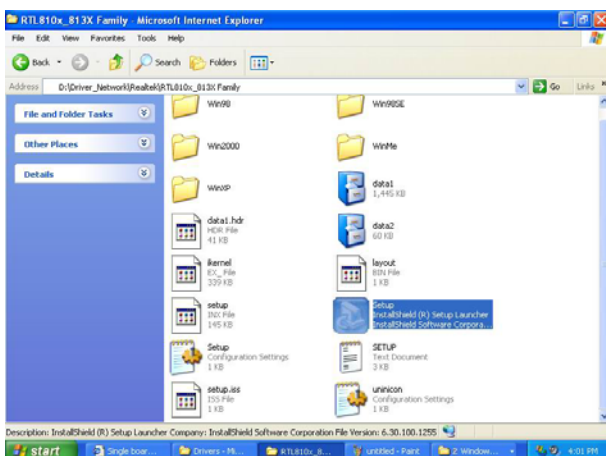 RTL810x_813X Family - Microsoft Internet Explorer
File Edit View Favorites Tools Help
Back Search Folders
Address D:\Driver_Network\Realtek\RTL810x_813X Family Go Links
File and Folder Tasks
Other Places
Details
Win98
Win98SE
Win2000
WinMe
WinXP
data1
1,445 KB
data1.hdr
HDR File
41 KB
data2
60 KB
ikernel
EX_ File
339 KB
layout
BIN File
1 KB
setup
INX File
145 KB
Setup
InstallShield (R) Setup Launcher
InstallShield Software Corpora...
Setup
Configuration Settings
1 KB
SETUP
Text Document
3 KB
setup.iss
ISS File
1 KB
uninicon
Configuration Settings
1 KB
Description: InstallShield (R) Setup Launcher Company: InstallShield Software Corporation File Version: 6.30.100.1255
start Single boar... Drivers - Mi... RTL810x_8... untitled - Paint 2 Window... 4:01 PM